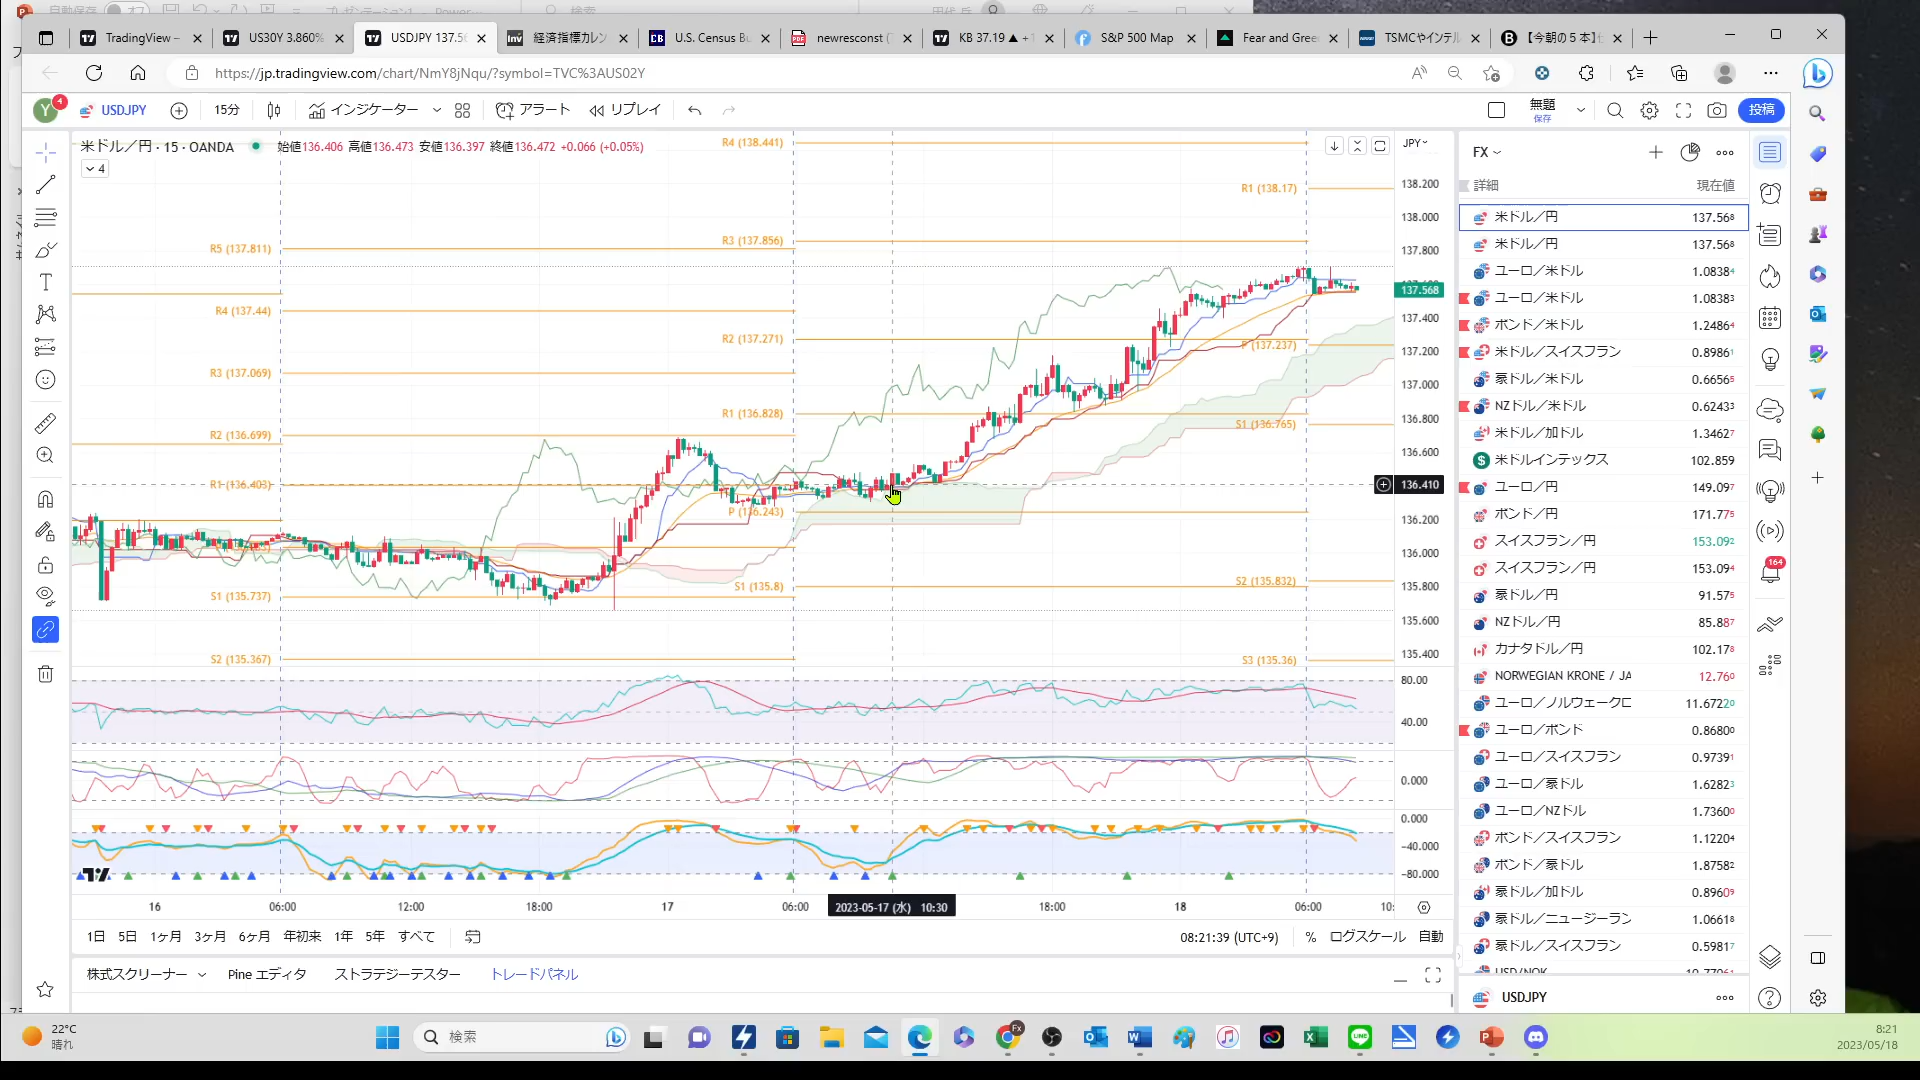 TradingView –
US30Y 3.860%
USDJPY 137.56
経済指標カレン
U.S. Census Bu
newresconst (
KB 37.19 ▲ +1
S&P 500 Map
Fear and Gree
TSMCやインテル
【今朝の5本】
https://jp.tradingview.com/chart/NmY8jNqu/?symbol=TVC%3AUS02Y
Y 4 USDJPY 15分 インジケーター アラート リプレイ 無題 保存 投稿
米ドル／円 · 15 · OANDA 始値136.406 高値136.473 安値136.397 終値136.472 +0.066 (+0.05%)
4
JPY
R4 (138.441)
R1 (138.17)
R5 (137.811)
R3 (137.856)
R4 (137.44)
R2 (137.271)
P (137.237)
R3 (137.069)
R1 (136.828)
S1 (136.765)
R2 (136.699)
R1 (136.403)
P (136.243)
S1 (135.737)
S1 (135.8)
S2 (135.832)
S2 (135.367)
S3 (135.36)
138.200
138.000
137.800
137.568
137.400
137.200
137.000
136.800
136.600
136.410
136.200
136.000
135.800
135.600
135.400
80.00
40.00
0.000
0.000
−40.000
−80.000
16 06:00 12:00 18:00 17 06:00 2023-05-17 (水) 10:30 18:00 18 06:00 10:
1日 5日 1ヶ月 3ヶ月 6ヶ月 年初来 1年 5年 すべて 08:21:39 (UTC+9) % ログスケール 自動
株式スクリーナー Pine エディタ ストラテジーテスター トレードパネル
FX
詳細 現在値
米ドル／円 137.568
米ドル／円 137.568
ユーロ／米ドル 1.08384
ユーロ／米ドル 1.08383
ポンド／米ドル 1.24864
米ドル／スイスフラン 0.89861
豪ドル／米ドル 0.66565
NZドル／米ドル 0.62433
米ドル／加ドル 1.34627
米ドルインデックス 102.859
ユーロ／円 149.097
ポンド／円 171.775
スイスフラン／円 153.092
スイスフラン／円 153.094
豪ドル／円 91.575
NZドル／円 85.887
カナダドル／円 102.178
NORWEGIAN KRONE / JA 12.760
ユーロ／ノルウェークロ 11.67220
ユーロ／ポンド 0.86800
ユーロ／スイスフラン 0.97391
ユーロ／豪ドル 1.62823
ユーロ／NZドル 1.73600
ポンド／スイスフラン 1.12204
ポンド／豪ドル 1.87582
豪ドル／加ドル 0.89609
豪ドル／ニュージーラン 1.06618
豪ドル／スイスフラン 0.59817
USDJPY
164
22°C
晴れ
検索
8:21
2023/05/18